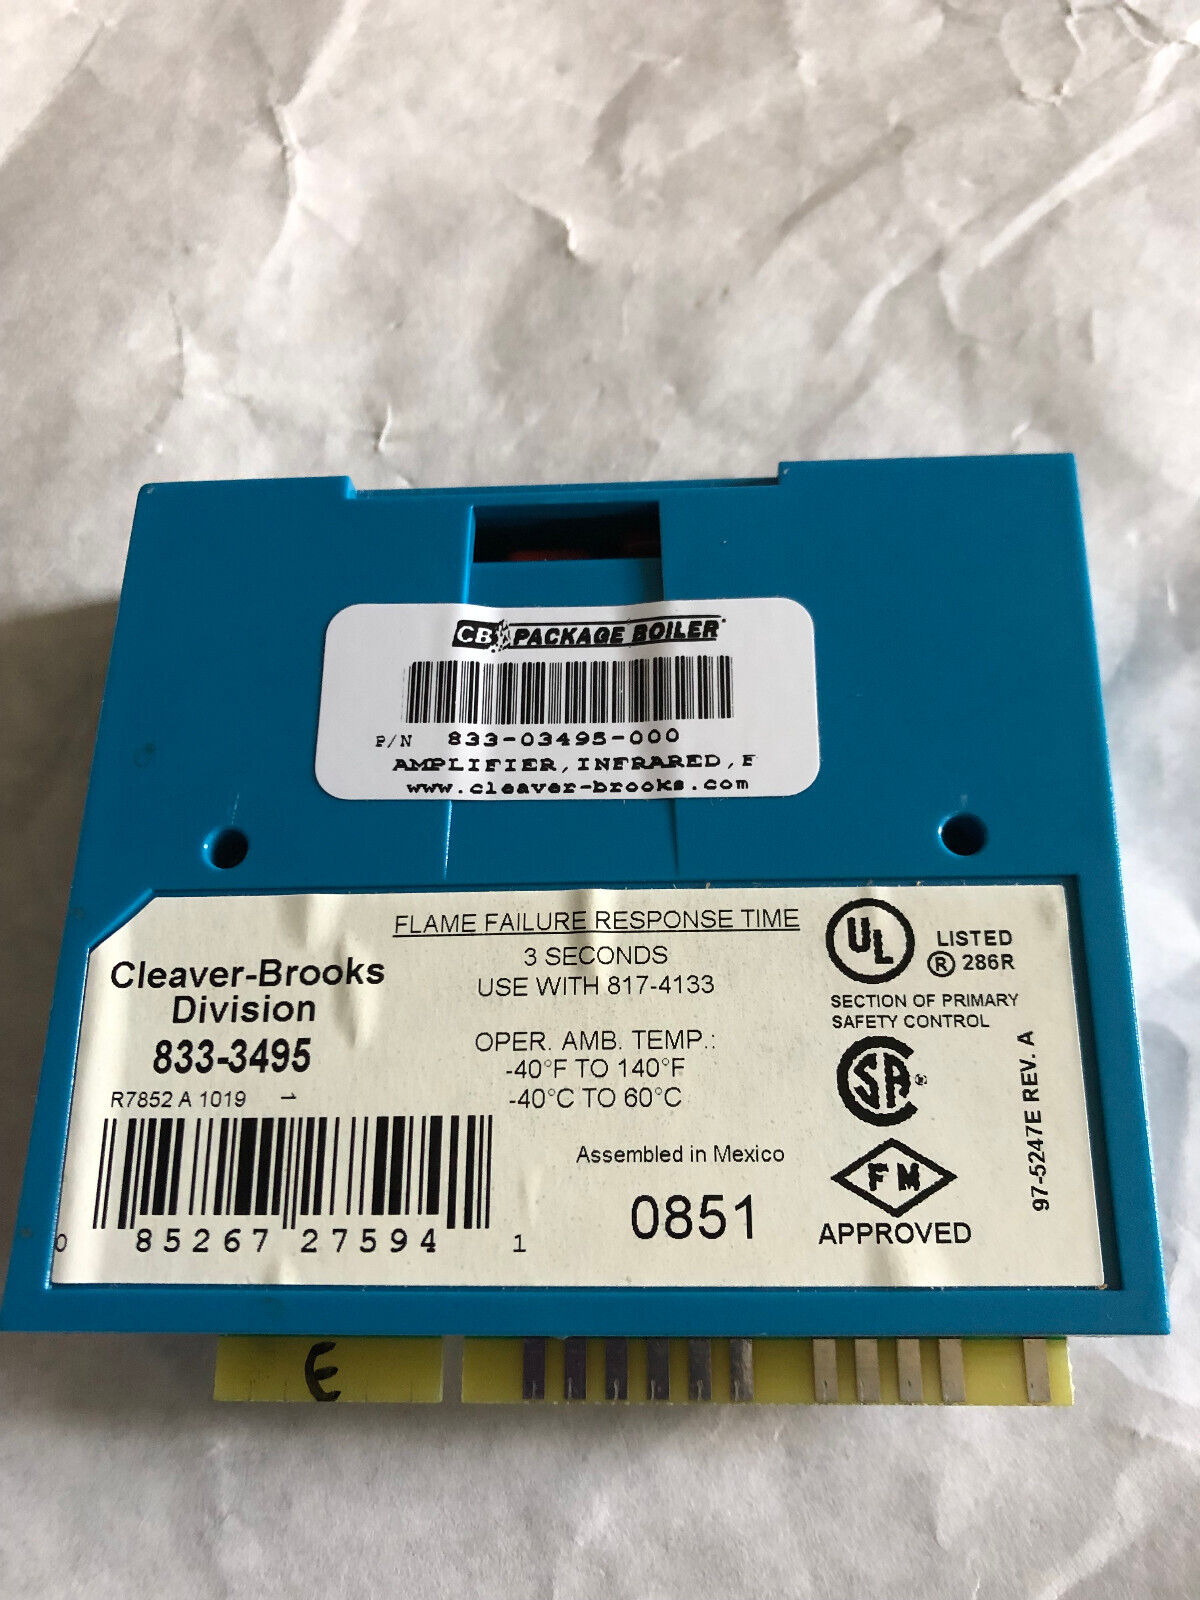 CB PACKAGE BOILER
P/N 833-03495-000
AMPLIFIER, INFRARED, F
www.cleaver-brooks.com
Cleaver-Brooks
Division
833-3495
R7852 A 1019
0 85267 27594 1
FLAME FAILURE RESPONSE TIME
3 SECONDS
USE WITH 817-4133
OPER. AMB. TEMP.:
-40°F TO 140°F
-40°C TO 60°C
Assembled in Mexico
0851
UL
LISTED
® 286R
SECTION OF PRIMARY
SAFETY CONTROL
SA ®
FM
APPROVED
97-5247E REV. A
E